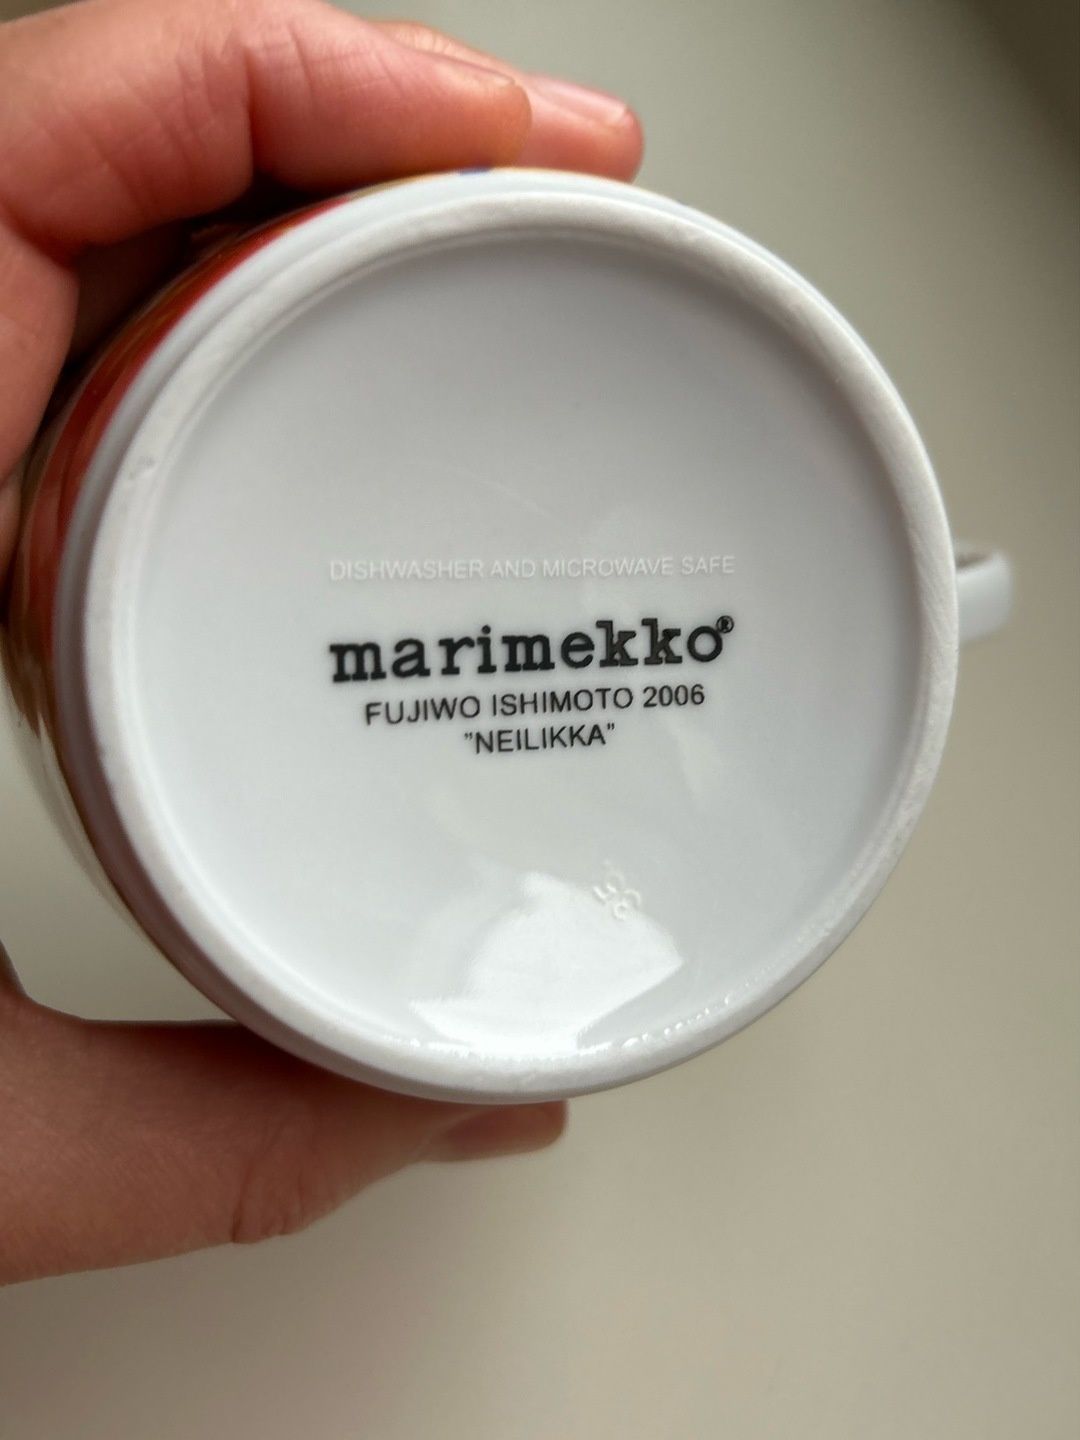 DISHWASHER AND MICROWAVE SAFE
marimekko®
FUJIWO ISHIMOTO 2006
"NEILIKKA"